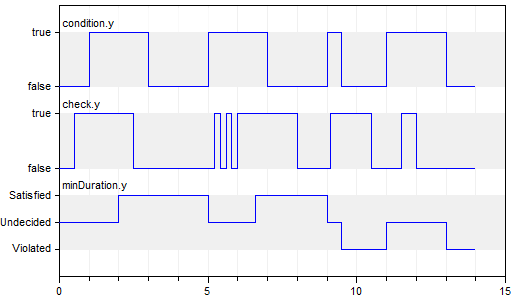 condition.y
true
false
check.y
true
false
minDuration.y
Satisfied
Undecided
Violated
0 5 10 15